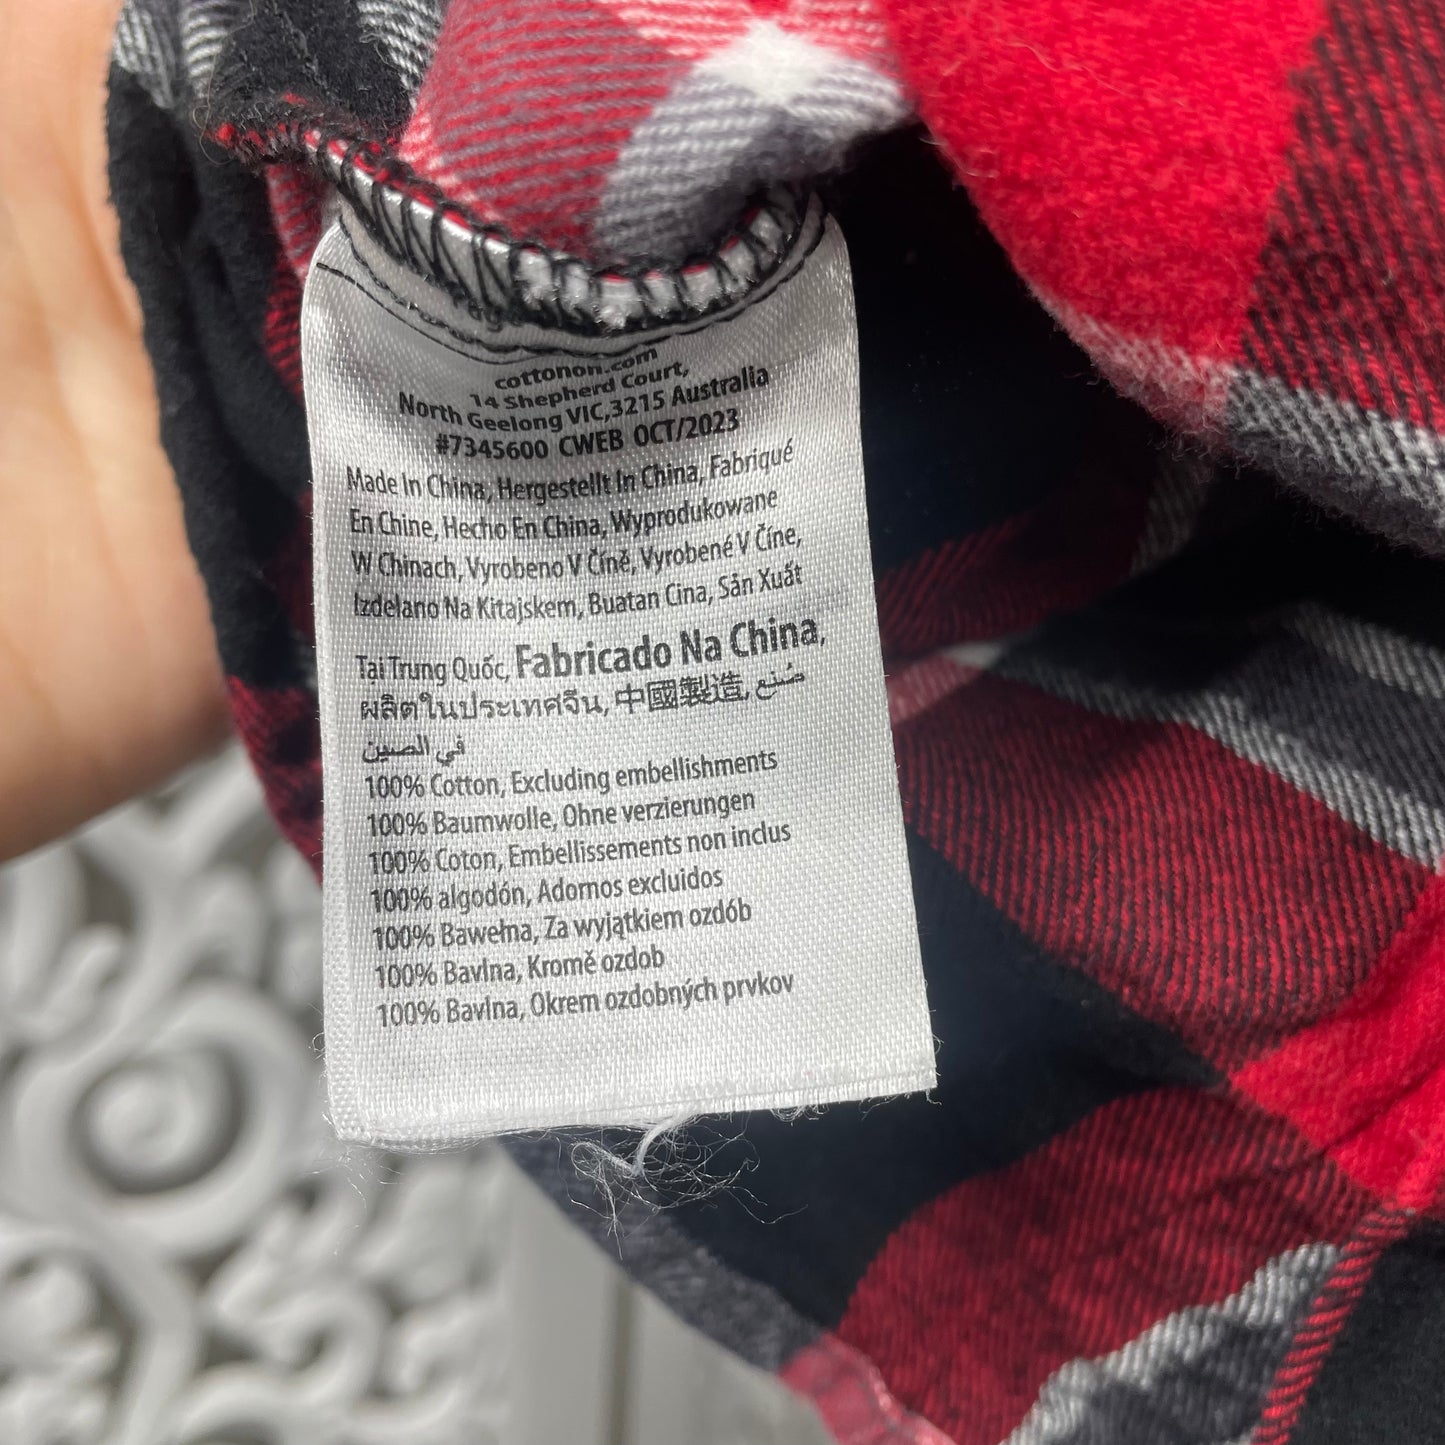 cottonon.com
14 Shepherd Court,
North Geelong VIC,3215 Australia
#7345600 CWEB OCT/2023
Made In China, Hergestellt In China, Fabriqué
En Chine, Hecho En China, Wyprodukowane
W Chinach, Vyrobeno V Číně, Vyrobené V Číne,
Izdelano Na Kitajskem, Buatan Cina, Sản Xuất
Tại Trung Quốc, Fabricado Na China,
ผลิตในประเทศจีน, 中國製造, صُنع
في الصين
100% Cotton, Excluding embellishments
100% Baumwolle, Ohne verzierungen
100% Coton, Embellissements non inclus
100% algodón, Adornos excluidos
100% Bawełna, Za wyjątkiem ozdób
100% Bavlna, Kromě ozdob
100% Bavlna, Okrem ozdobných prvkov